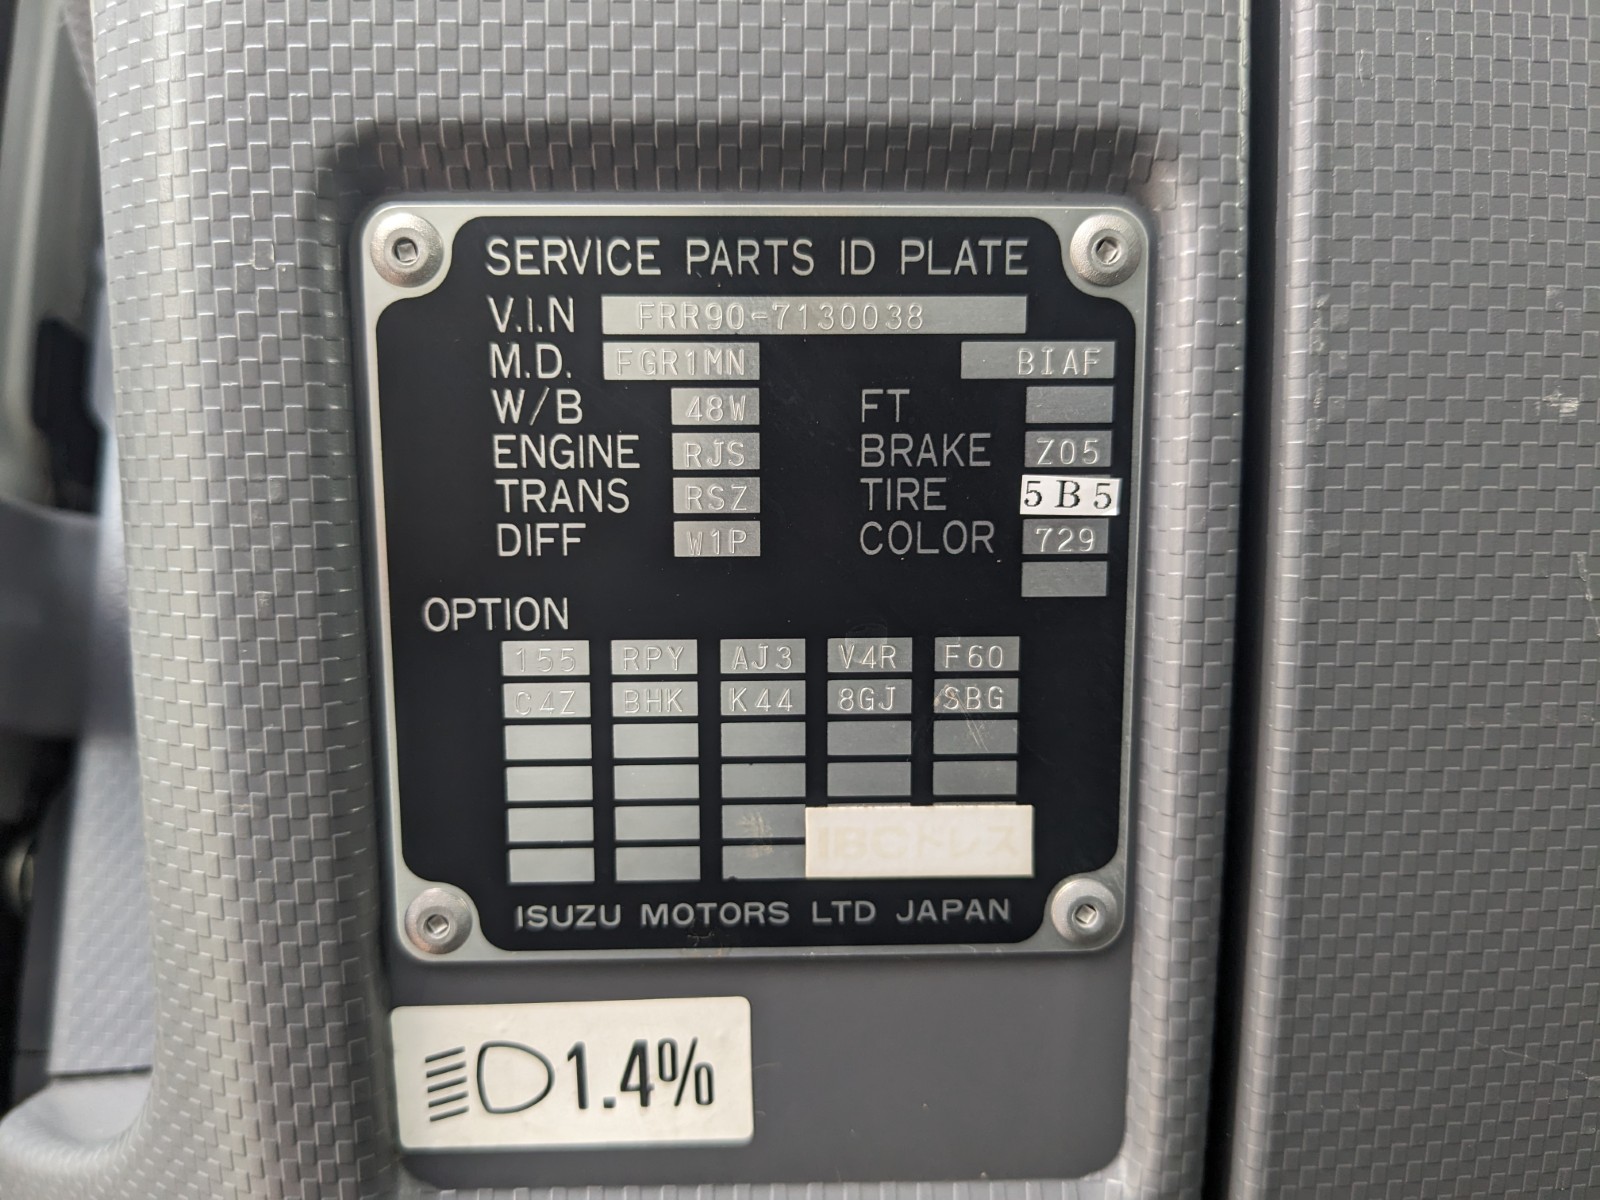 SERVICE PARTS ID PLATE
V.I.N FRR90-7130038
M.D. FGR1MN BIAF
W/B 48W FT
ENGINE RJS BRAKE Z05
TRANS RSZ TIRE 5B5
DIFF W1P COLOR 729
OPTION
155 RPY AJ3 V4R F60
C4Z BHK K44 8GJ SBG
IBCドレス
ISUZU MOTORS LTD JAPAN
1.4%